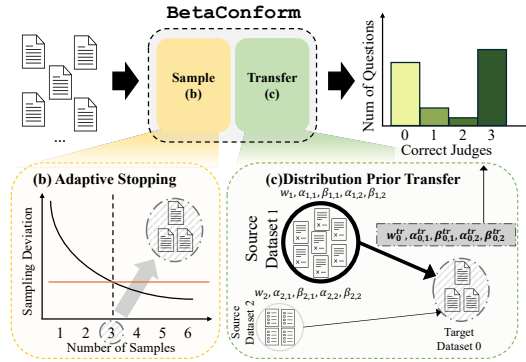 BetaConform
Sample
(b)
Transfer
(c)
Num of Questions
0 1 2 3
Correct Judges
...
(b) Adaptive Stopping
Sampling Deviation
1 2 3 4 5 6
Number of Samples
(c)Distribution Prior Transfer
w₁, α₁,₁, β₁,₁, α₁,₂, β₁,₂
Source
Dataset 1
w₀ᵗʳ, α₀,₁ᵗʳ, β₀,₁ᵗʳ, α₀,₂ᵗʳ, β₀,₂ᵗʳ
w₂, α₂,₁, β₂,₁, α₂,₂, β₂,₂
Source
Dataset 2
Target
Dataset 0